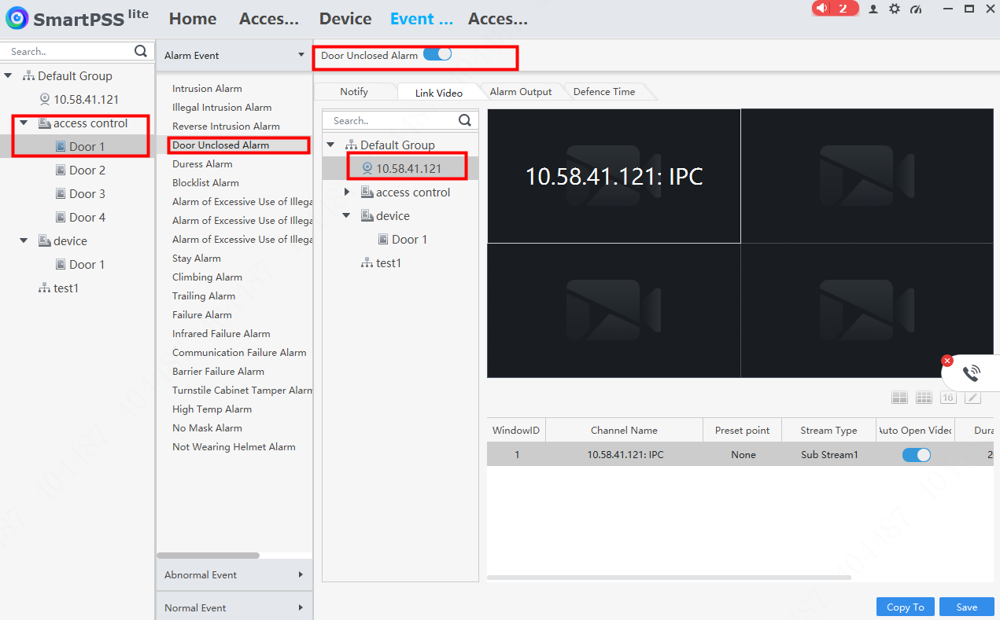 SmartPSS lite
Home
Acces...
Device
Event ...
Acces...
2
Search..
Default Group
10.58.41.121
access control
Door 1
Door 2
Door 3
Door 4
device
Door 1
test1
Alarm Event
Intrusion Alarm
Illegal Intrusion Alarm
Reverse Intrusion Alarm
Door Unclosed Alarm
Duress Alarm
Blocklist Alarm
Alarm of Excessive Use of Illega
Alarm of Excessive Use of Illega
Alarm of Excessive Use of Illega
Stay Alarm
Climbing Alarm
Trailing Alarm
Failure Alarm
Infrared Failure Alarm
Communication Failure Alarm
Barrier Failure Alarm
Turnstile Cabinet Tamper Alarm
High Temp Alarm
No Mask Alarm
Not Wearing Helmet Alarm
Abnormal Event
Normal Event
Door Unclosed Alarm
Notify
Link Video
Alarm Output
Defence Time
Search..
Default Group
10.58.41.121
access control
device
Door 1
test1
10.58.41.121: IPC
16
WindowID Channel Name Preset point Stream Type Auto Open Video Dura
1 10.58.41.121: IPC None Sub Stream1 2
Copy To
Save
104487